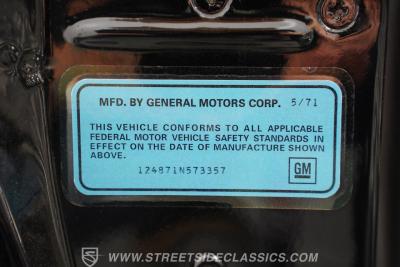 MFD. BY GENERAL MOTORS CORP. 5/71
THIS VEHICLE CONFORMS TO ALL APPLICABLE
FEDERAL MOTOR VEHICLE SAFETY STANDARDS IN
EFFECT ON THE DATE OF MANUFACTURE SHOWN
ABOVE.
124871N573357
GM
WWW.STREETSIDECLASSICS.COM